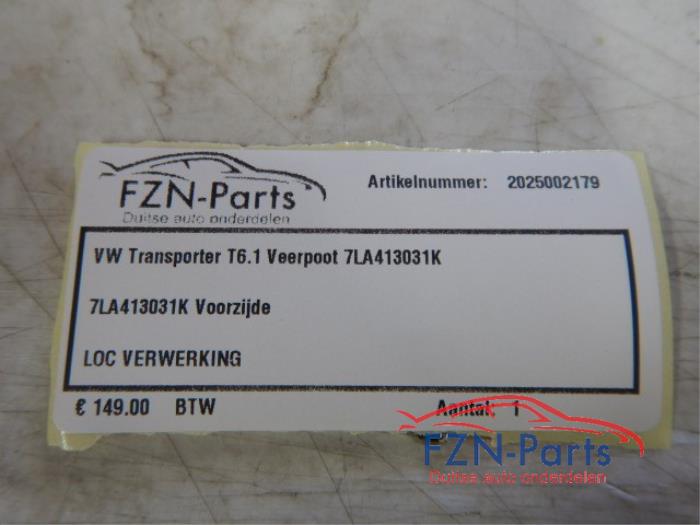 FZN-Parts
Duitse auto onderdelen
Artikelnummer: 2025002179
VW Transporter T6.1 Veerpoot 7LA413031K
7LA413031K Voorzijde
LOC VERWERKING
€ 149.00 BTW Aantal 1
FZN-Parts
Duitse auto onderdelen